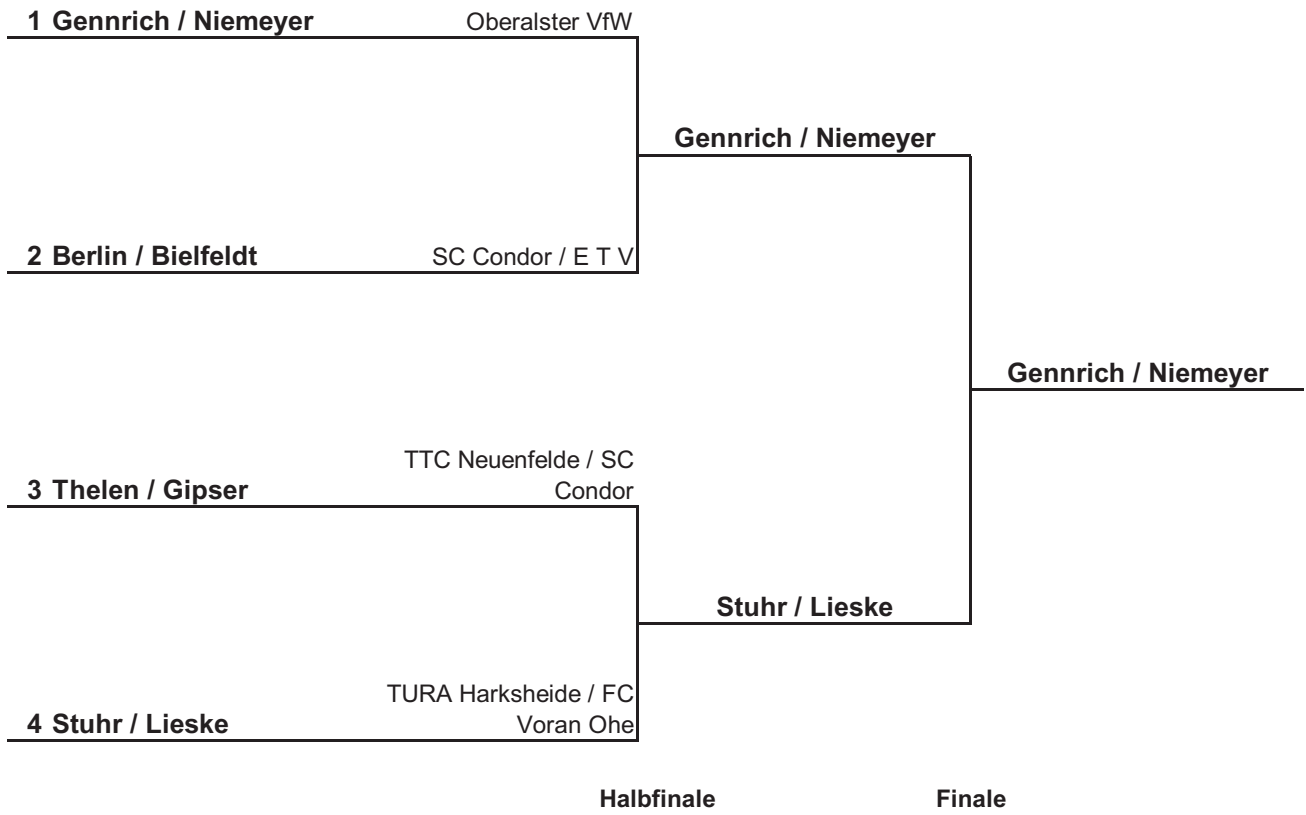 1 Gennrich / Niemeyer Oberalster VfW
Gennrich / Niemeyer
2 Berlin / Bielfeldt SC Condor / E T V
Gennrich / Niemeyer
TTC Neuenfelde / SC
3 Thelen / Gipser Condor
Stuhr / Lieske
TURA Harksheide / FC
4 Stuhr / Lieske Voran Ohe
Halbfinale Finale